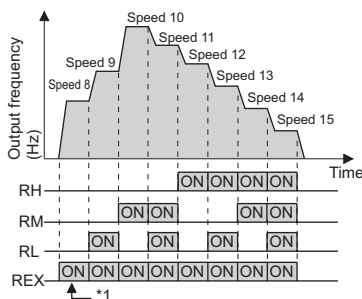 Output frequency
(Hz)
Speed 10
Speed 11
Speed 9
Speed 12
Speed 8
Speed 13
Speed 14
Speed 15
Time
RH
ON ON ON ON
RM
ON ON ON ON
RL
ON ON ON ON
REX
ON ON ON ON ON ON ON ON
*1